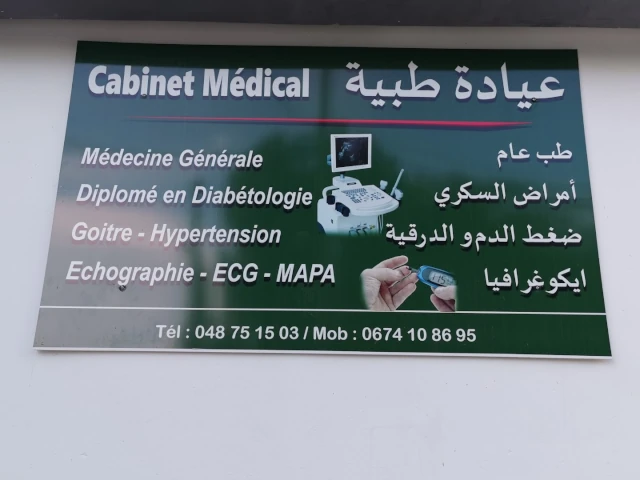 Cabinet Médical عيادة طبية
Médecine Générale طب عام
Diplomé en Diabétologie أمراض السكري
Goitre - Hypertension ضغط الدم و الدرقية
Echographie - ECG - MAPA ايكوغرافيا
Tél : 048 75 15 03 / Mob : 0674 10 86 95